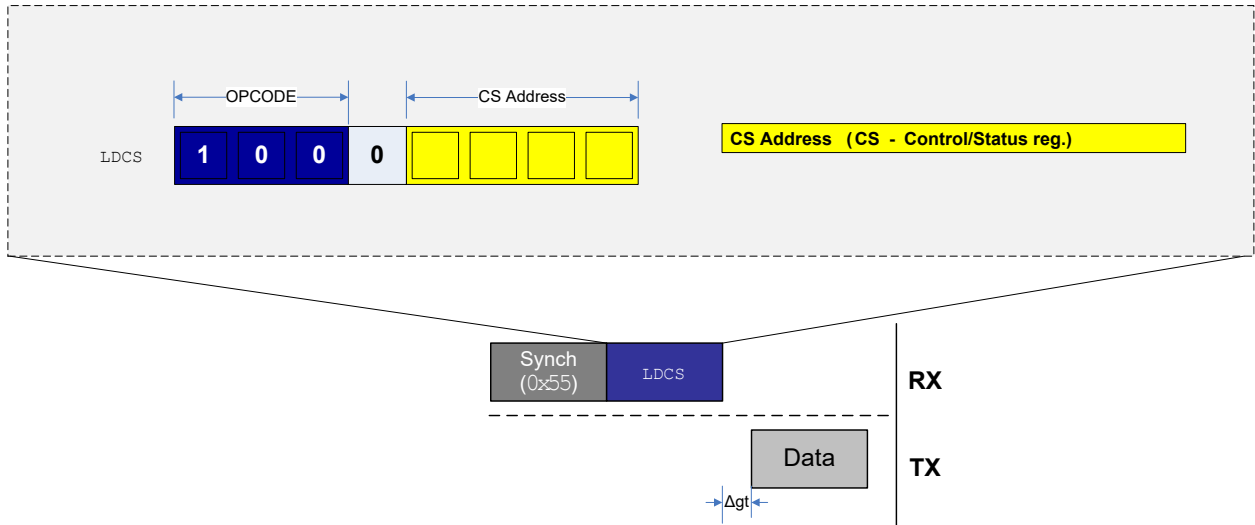 OPCODE
CS Address
LDCS
1 0 0 0
CS Address (CS - Control/Status reg.)
Synch
(0x55)
LDCS
RX
Data
TX
Δgt